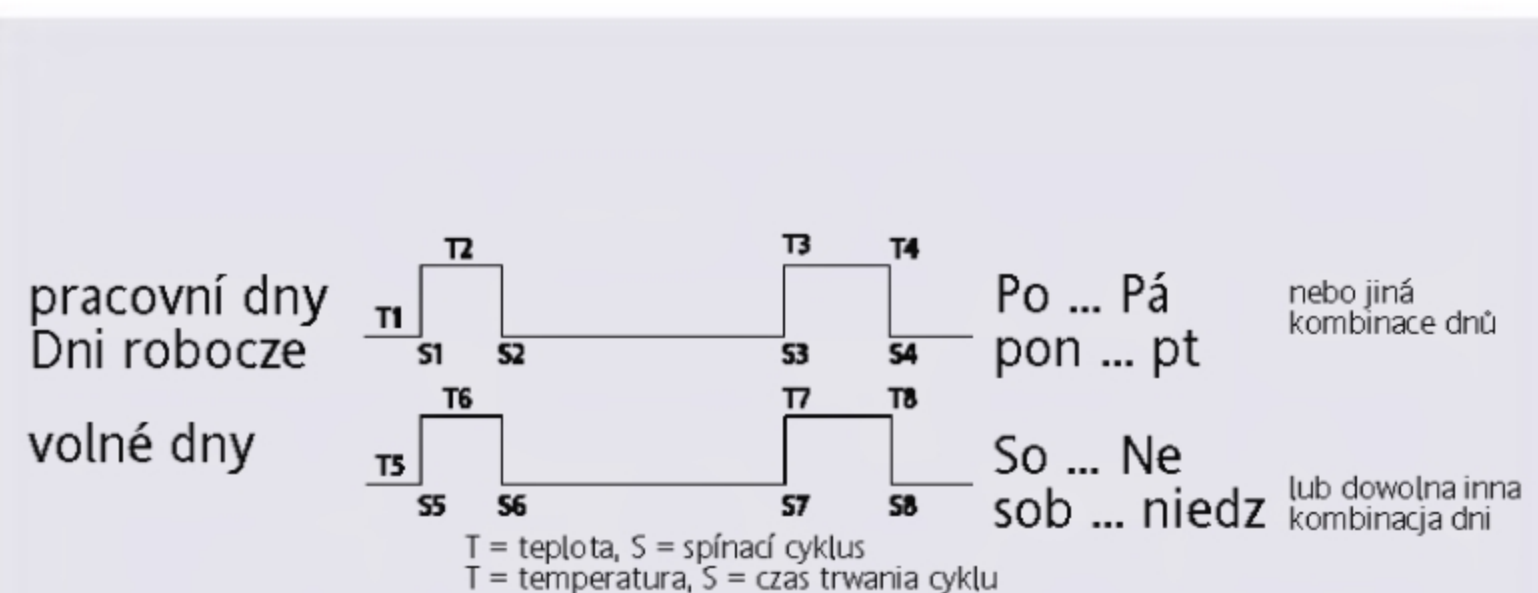 T2 T3 T4
pracovní dny T1 Po ... Pá nebo jiná
kombinace dnů
Dni robocze S1 S2 S3 S4 pon ... pt
T6 T7 T8
volné dny T5 So ... Ne
S5 S6 S7 S8 sob ... niedz lub dowolna inna
kombinacja dni
T = teplota, S = spínací cyklus
T = temperatura, S = czas trwania cyklu